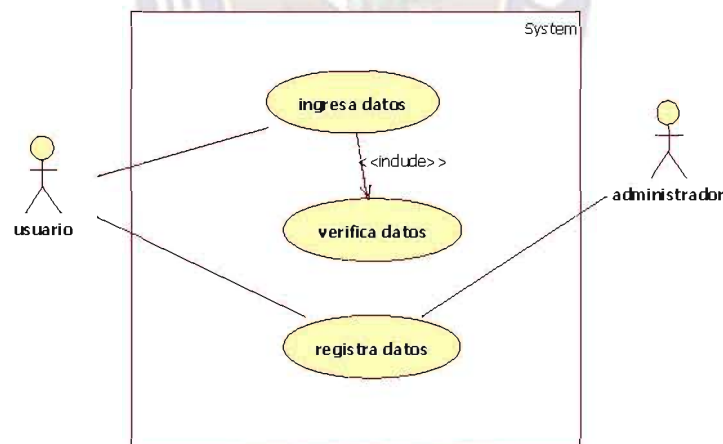 System
ingresa datos
<<include>>
usuario
administrador
verifica datos
registra datos